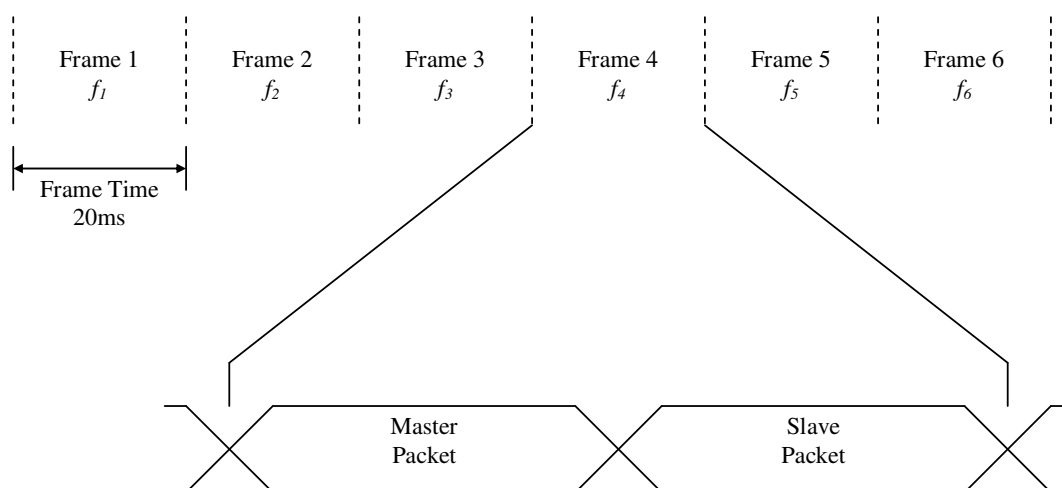 Frame 1
f1
Frame 2
f2
Frame 3
f3
Frame 4
f4
Frame 5
f5
Frame 6
f6
Frame Time
20ms
Master
Packet
Slave
Packet